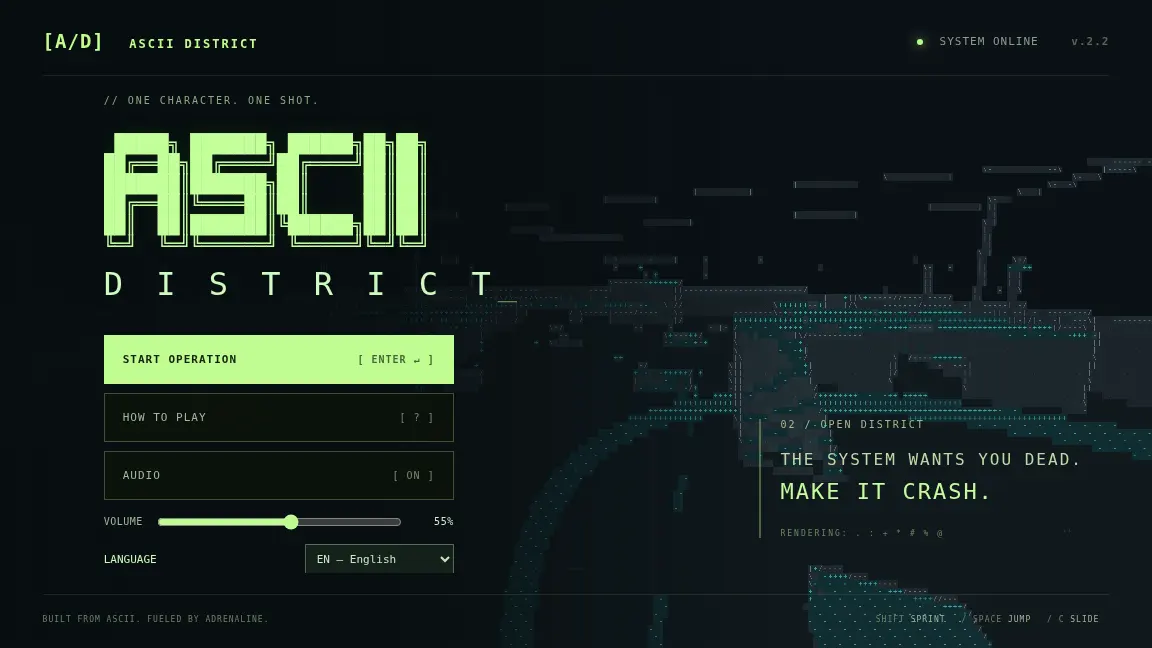 [A/D] ASCII DISTRICT
SYSTEM ONLINE v.2.2
// ONE CHARACTER. ONE SHOT.
ASCII
DISTRICT_
START OPERATION [ ENTER ↵ ]
HOW TO PLAY [ ? ]
AUDIO [ ON ]
VOLUME 55%
LANGUAGE EN — English
02 / OPEN DISTRICT
THE SYSTEM WANTS YOU DEAD.
MAKE IT CRASH.
RENDERING: . : + * # % @
BUILT FROM ASCII. FUELED BY ADRENALINE.
SHIFT SPRINT / SPACE JUMP / C SLIDE